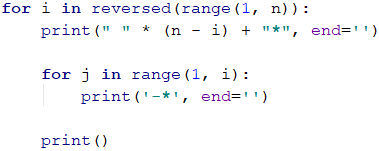 for i in reversed(range(1, n)):
    print(" " * (n - i) + "*", end='')
    for j in range(1, i):
        print('-*', end='')
    print()